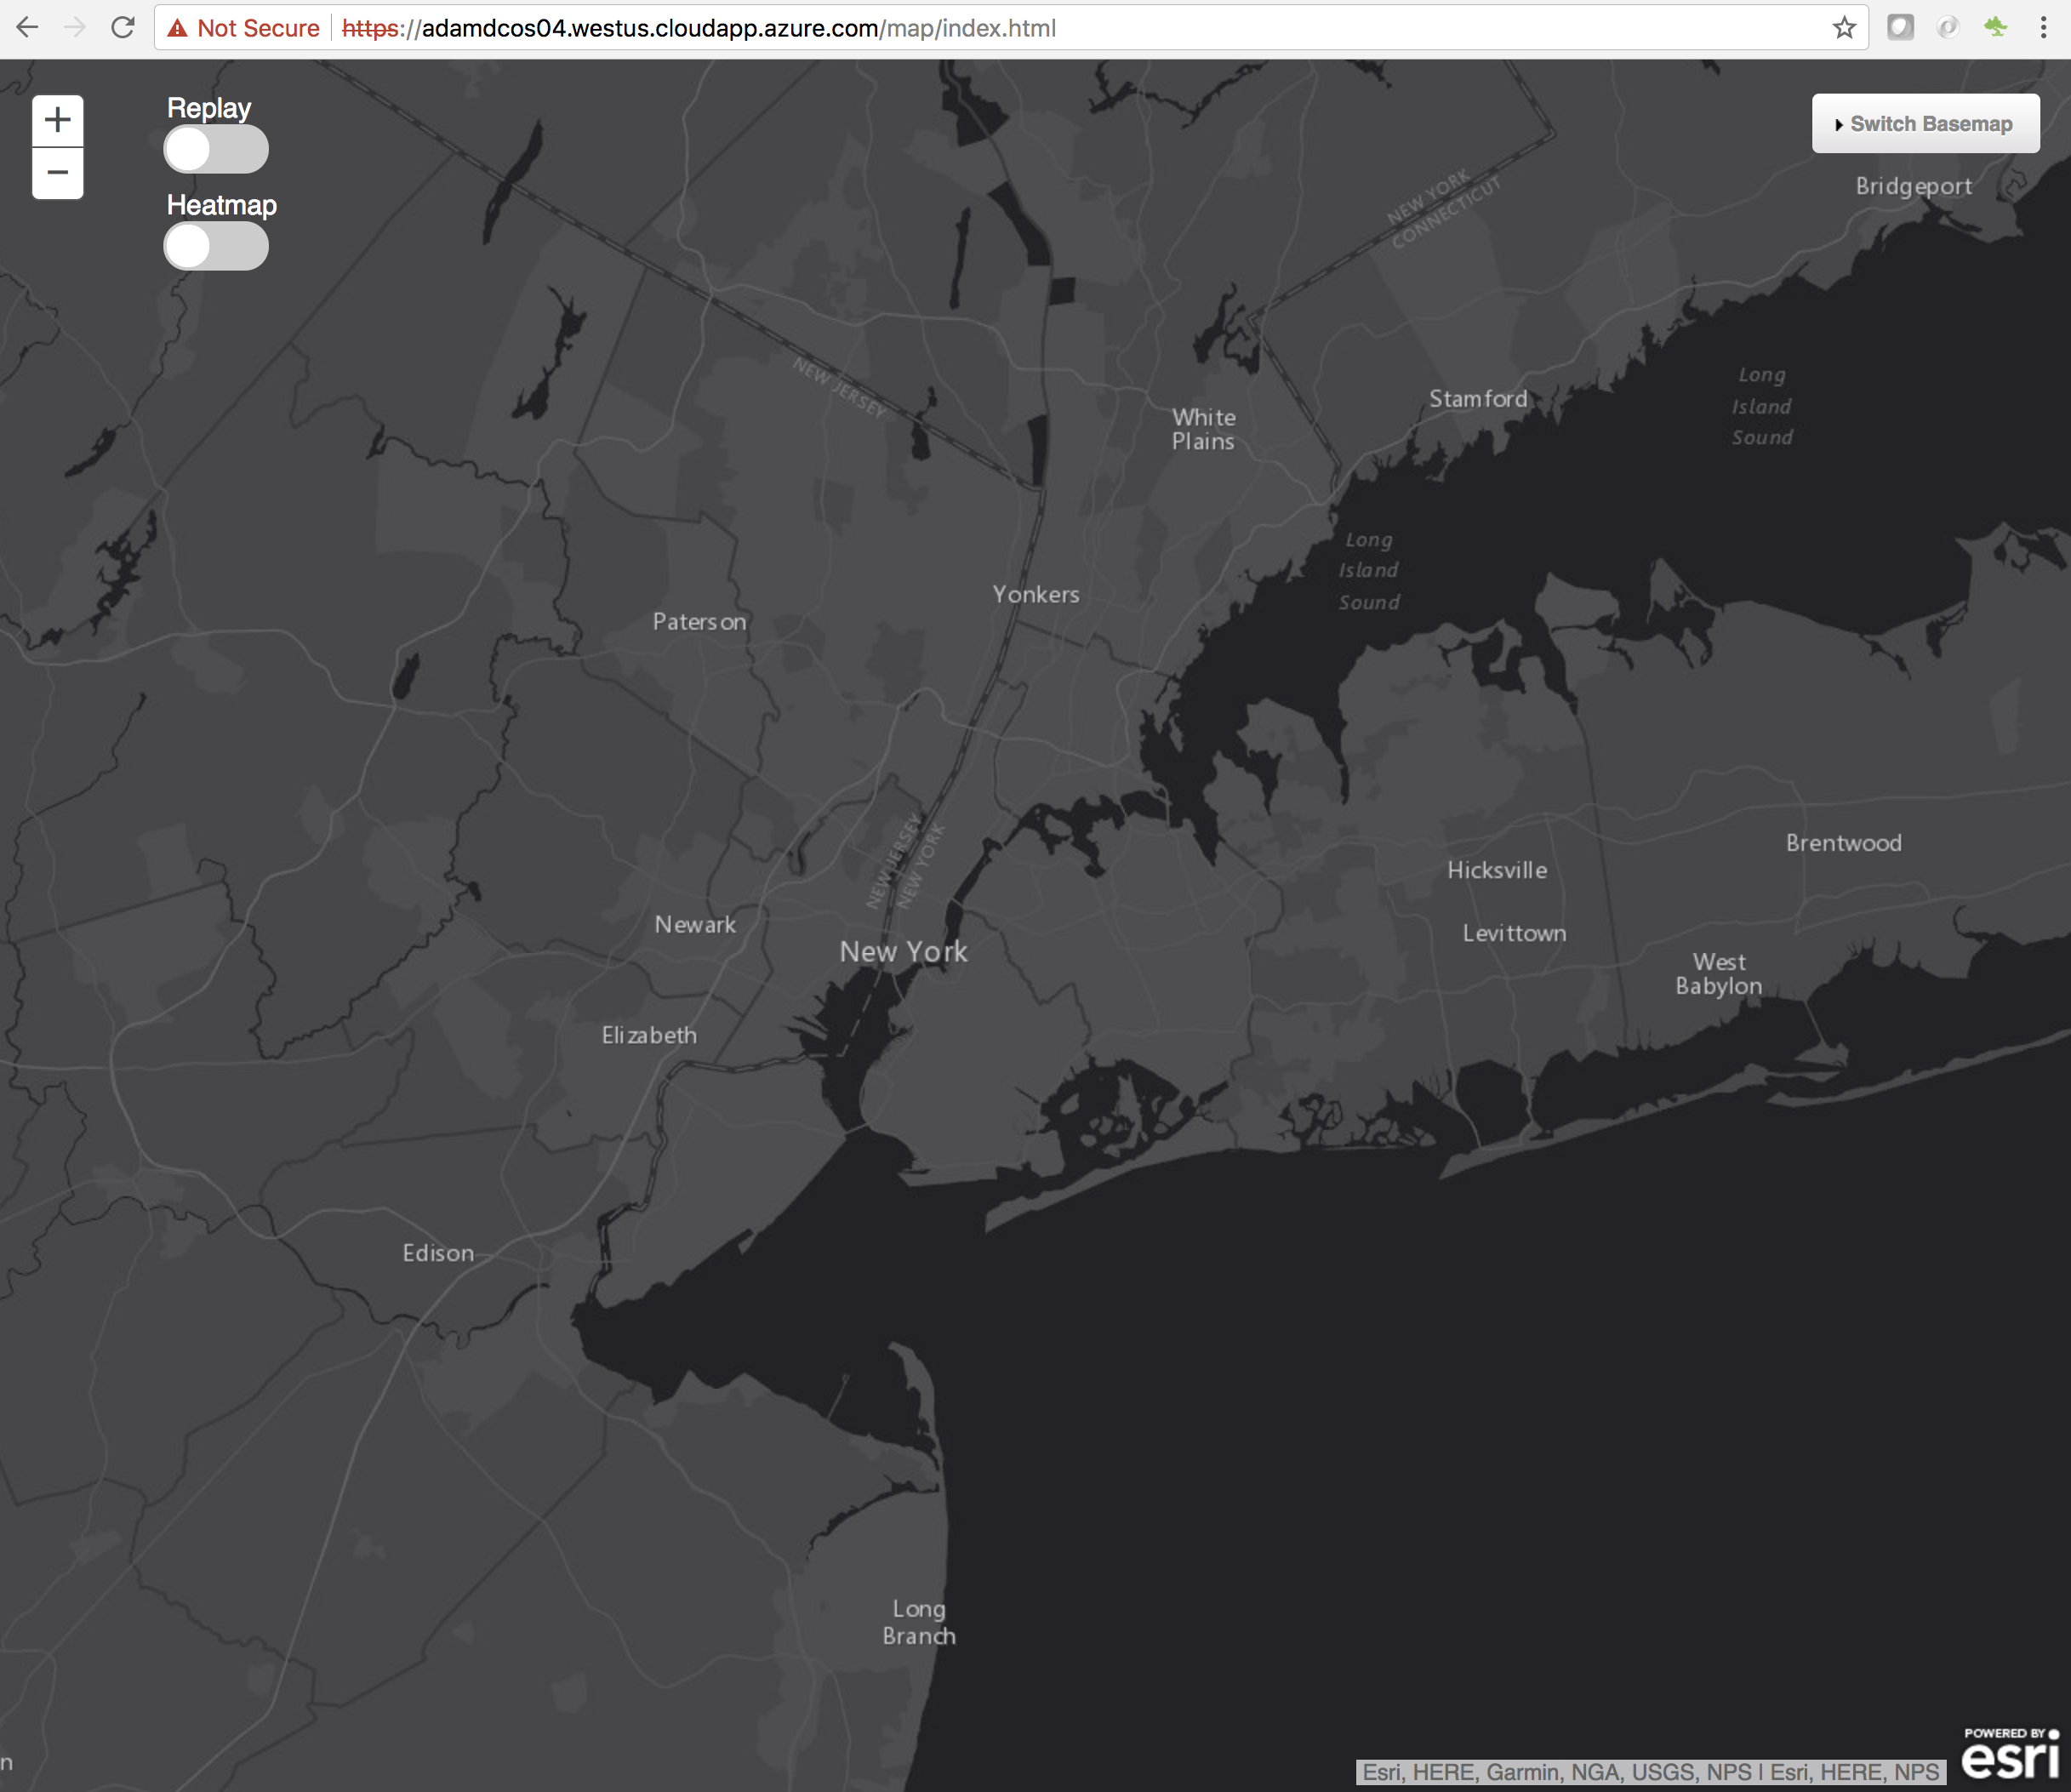 Not Secure
https://adamdcos04.westus.cloudapp.azure.com/map/index.html
+
−
Replay
Heatmap
Switch Basemap
Bridgeport
NEW YORK
CONNECTICUT
NEW JERSEY
White
Plains
Stamford
Long
Island
Sound
Long
Island
Sound
Yonkers
Paterson
NEW JERSEY
NEW YORK
Brentwood
Hicksville
Newark
Levittown
New York
West
Babylon
Elizabeth
Edison
Long
Branch
n
POWERED BY
esri
Esri, HERE, Garmin, NGA, USGS, NPS | Esri, HERE, NPS